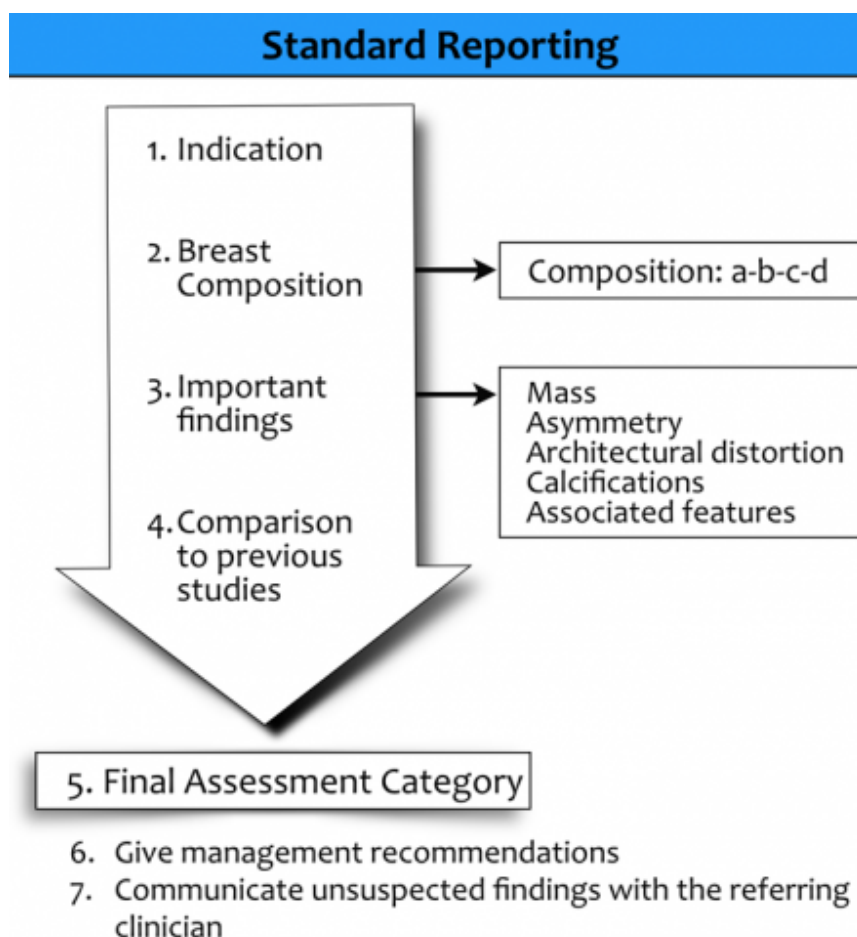 Standard Reporting
1. Indication
2. Breast
Composition
Composition: a-b-c-d
3. Important
findings
Mass
Asymmetry
Architectural distortion
Calcifications
Associated features
4. Comparison
to previous
studies
5. Final Assessment Category
6. Give management recommendations
7. Communicate unsuspected findings with the referring
clinician